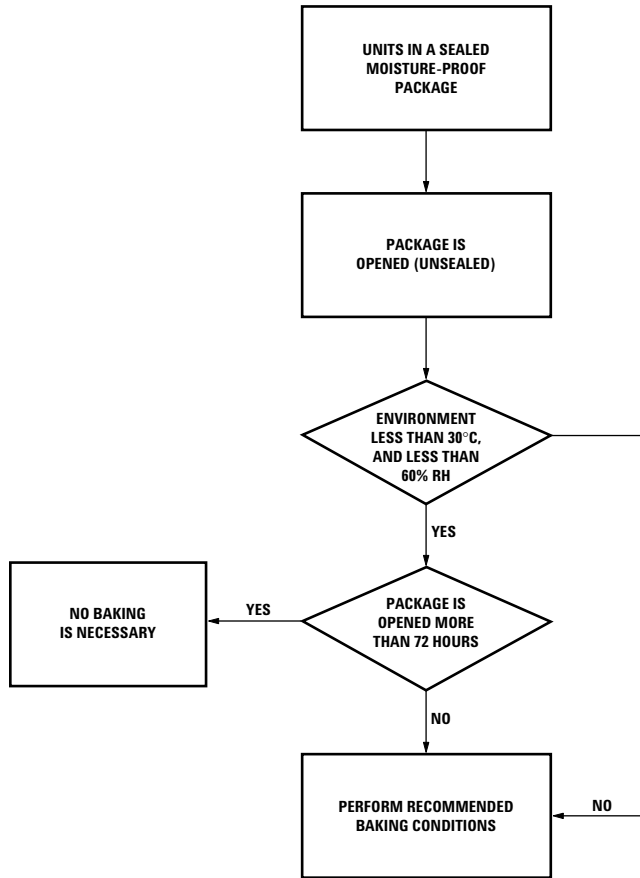 UNITS IN A SEALED
MOISTURE-PROOF
PACKAGE
PACKAGE IS
OPENED (UNSEALED)
ENVIRONMENT
LESS THAN 30°C,
AND LESS THAN
60% RH
YES
NO BAKING
IS NECESSARY
YES
PACKAGE IS
OPENED MORE
THAN 72 HOURS
NO
PERFORM RECOMMENDED
BAKING CONDITIONS
NO